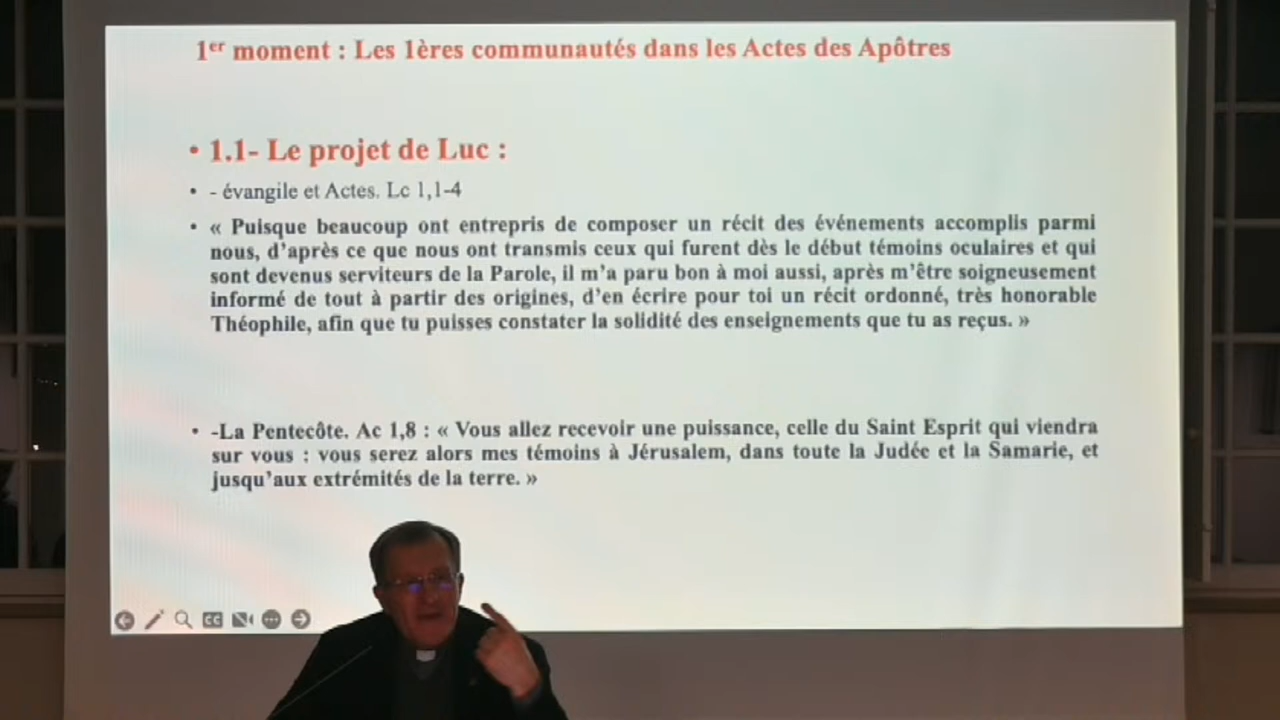 1er moment : Les 1ères communautés dans les Actes des Apôtres
• 1.1- Le projet de Luc :
• - évangile et Actes. Lc 1,1-4
• « Puisque beaucoup ont entrepris de composer un récit des événements accomplis parmi
nous, d’après ce que nous ont transmis ceux qui furent dès le début témoins oculaires et qui
sont devenus serviteurs de la Parole, il m’a paru bon à moi aussi, après m’être soigneusement
informé de tout à partir des origines, d’en écrire pour toi un récit ordonné, très honorable
Théophile, afin que tu puisses constater la solidité des enseignements que tu as reçus. »
• -La Pentecôte. Ac 1,8 : « Vous allez recevoir une puissance, celle du Saint Esprit qui viendra
sur vous : vous serez alors mes témoins à Jérusalem, dans toute la Judée et la Samarie, et
jusqu’aux extrémités de la terre. »
CC